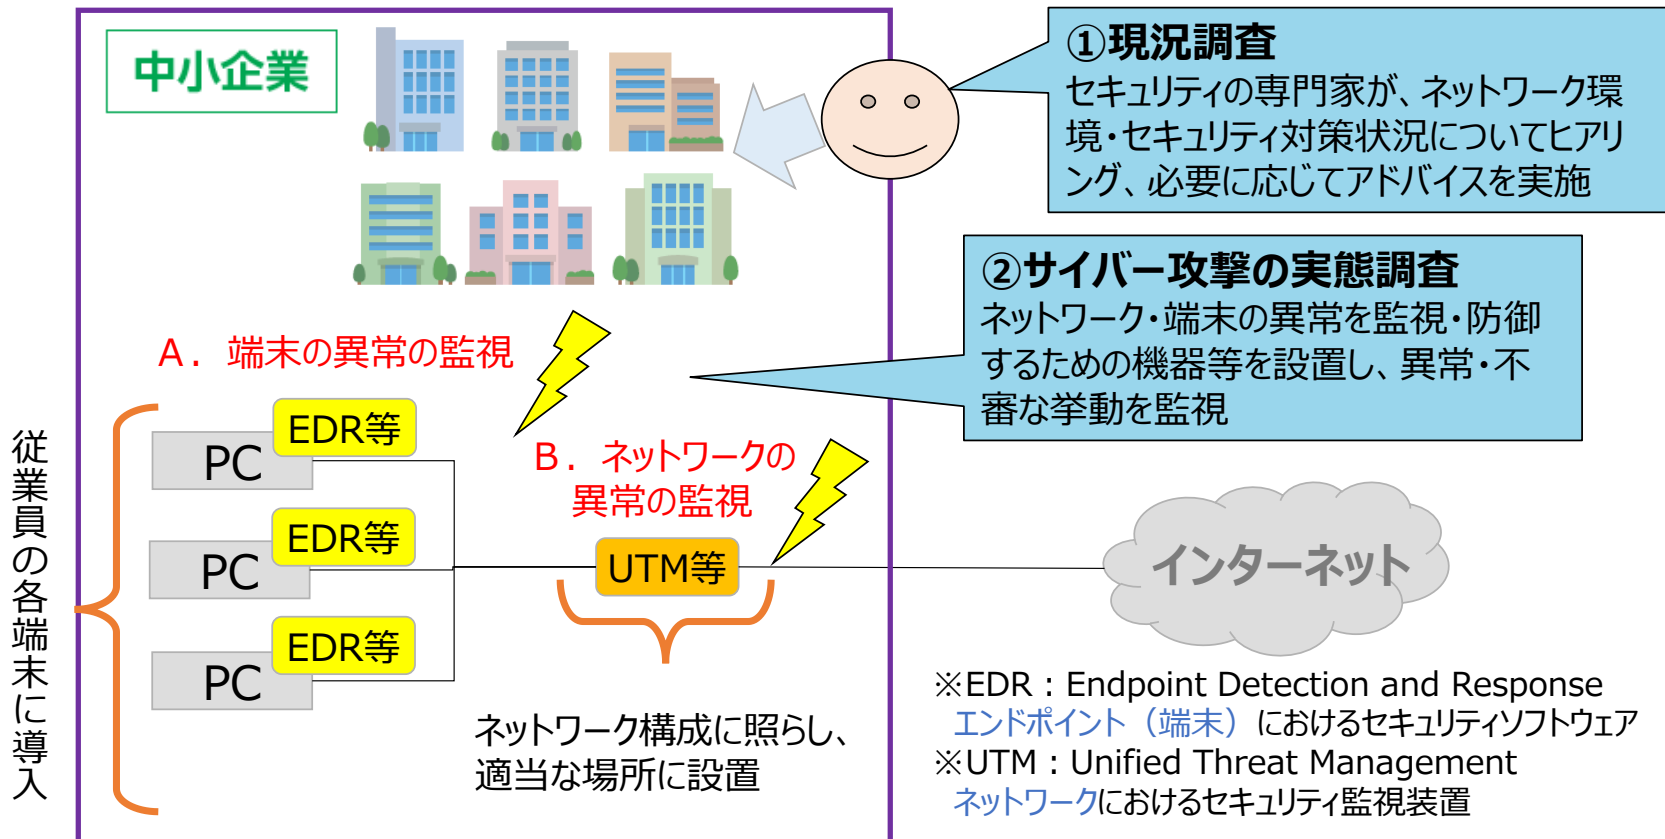 中小企業
①現況調査
セキュリティの専門家が、ネットワーク環
境・セキュリティ対策状況についてヒアリ
ング、必要に応じてアドバイスを実施
②サイバー攻撃の実態調査
ネットワーク・端末の異常を監視・防御
するための機器等を設置し、異常・不
審な挙動を監視
A．端末の異常の監視
従業員の各端末に導入
EDR等
PC
EDR等
PC
EDR等
PC
B．ネットワークの
異常の監視
UTM等
インターネット
ネットワーク構成に照らし、
適当な場所に設置
※EDR：Endpoint Detection and Response
エンドポイント（端末）におけるセキュリティソフトウェア
※UTM：Unified Threat Management
ネットワークにおけるセキュリティ監視装置